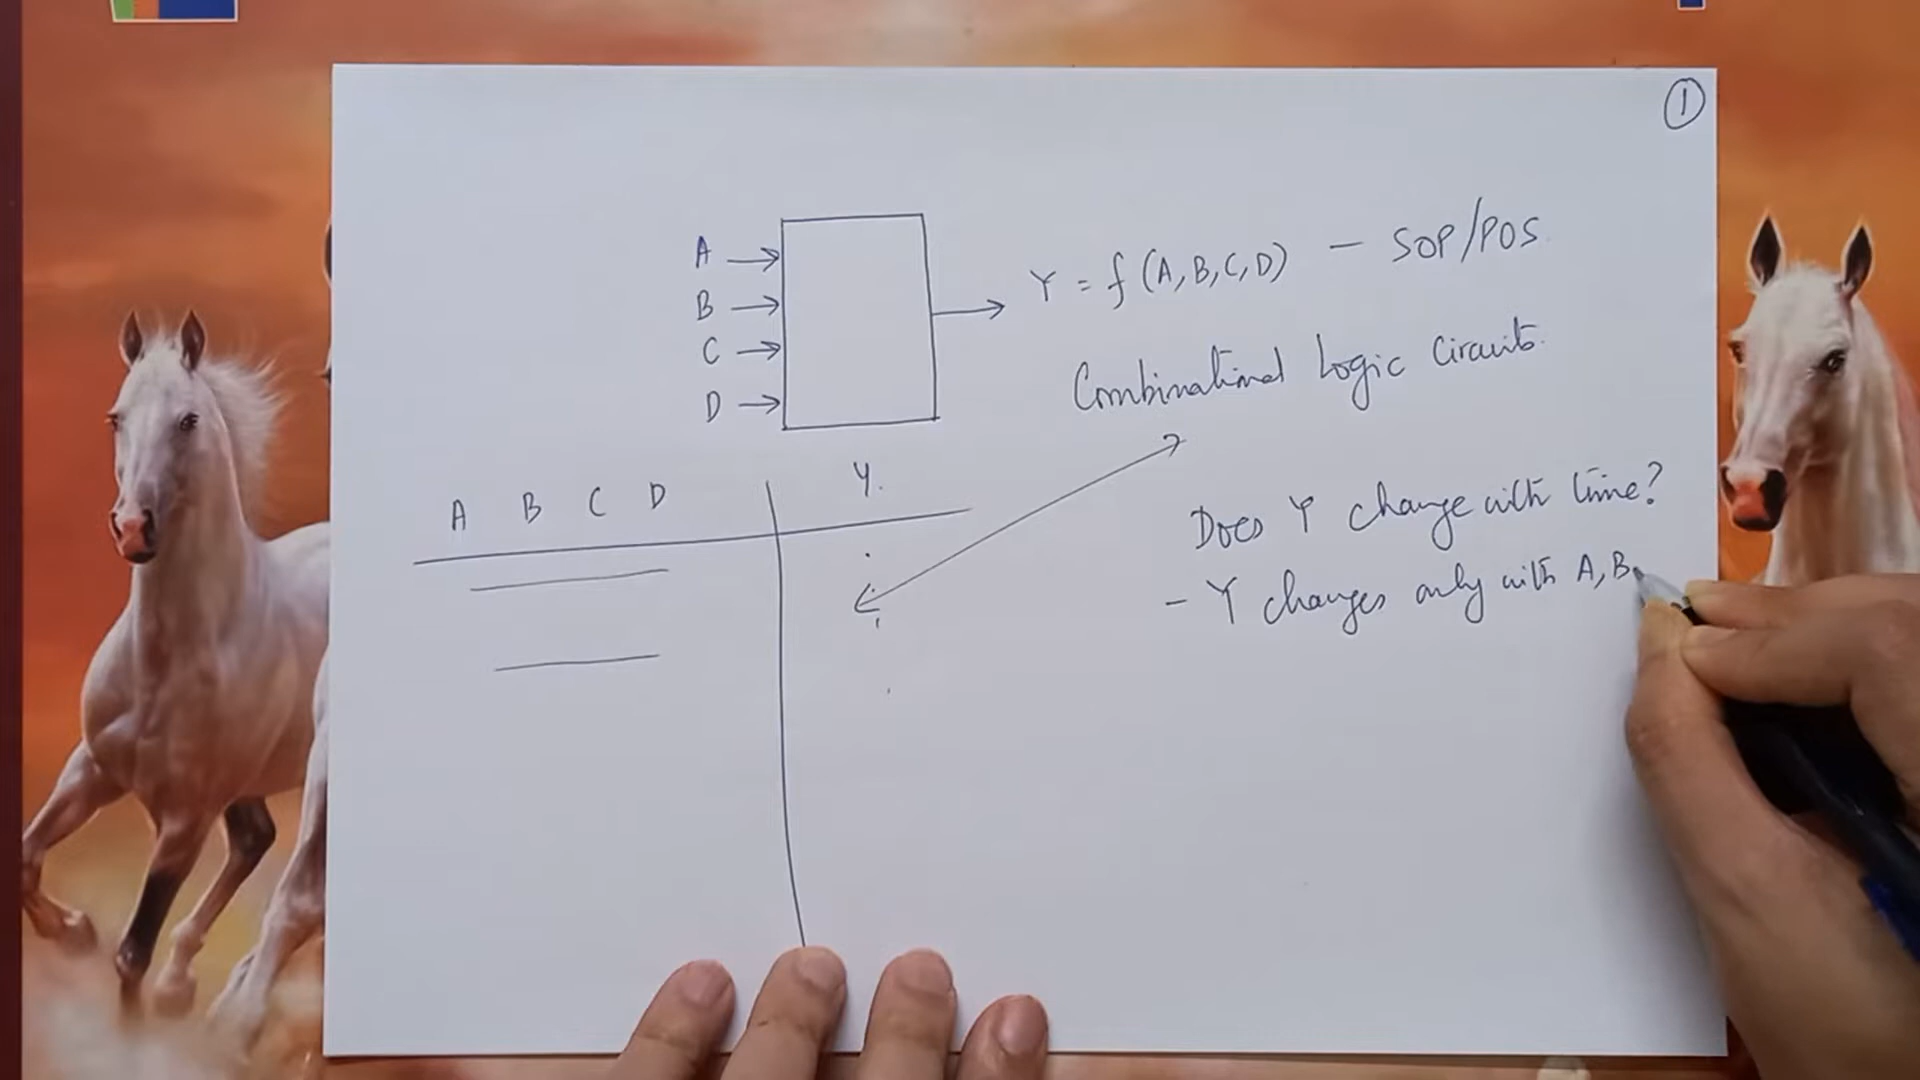 ①
A
B
C
D
Y = f (A, B, C, D) — SOP/POS
Combinational Logic Circuits.
A B C D Y.
Does Y change with time?
- Y changes only with A, B